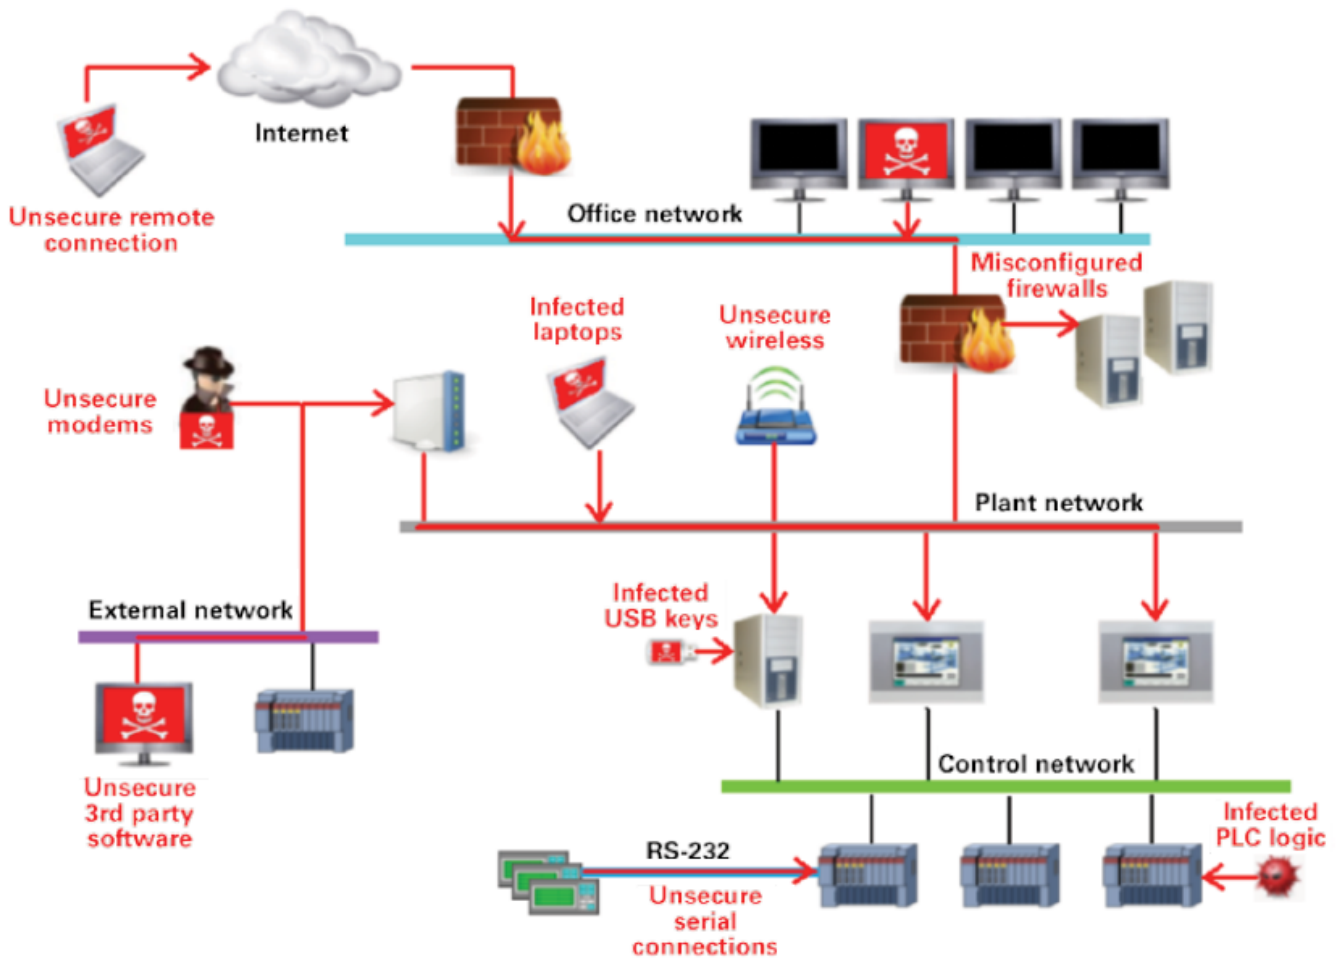 Internet
Unsecure remote
connection
Office network
Misconfigured
firewalls
Infected
laptops
Unsecure
wireless
Unsecure
modems
Plant network
Infected
USB keys
External network
Control network
Unsecure
3rd party
software
Infected
PLC logic
RS-232
Unsecure
serial
connections